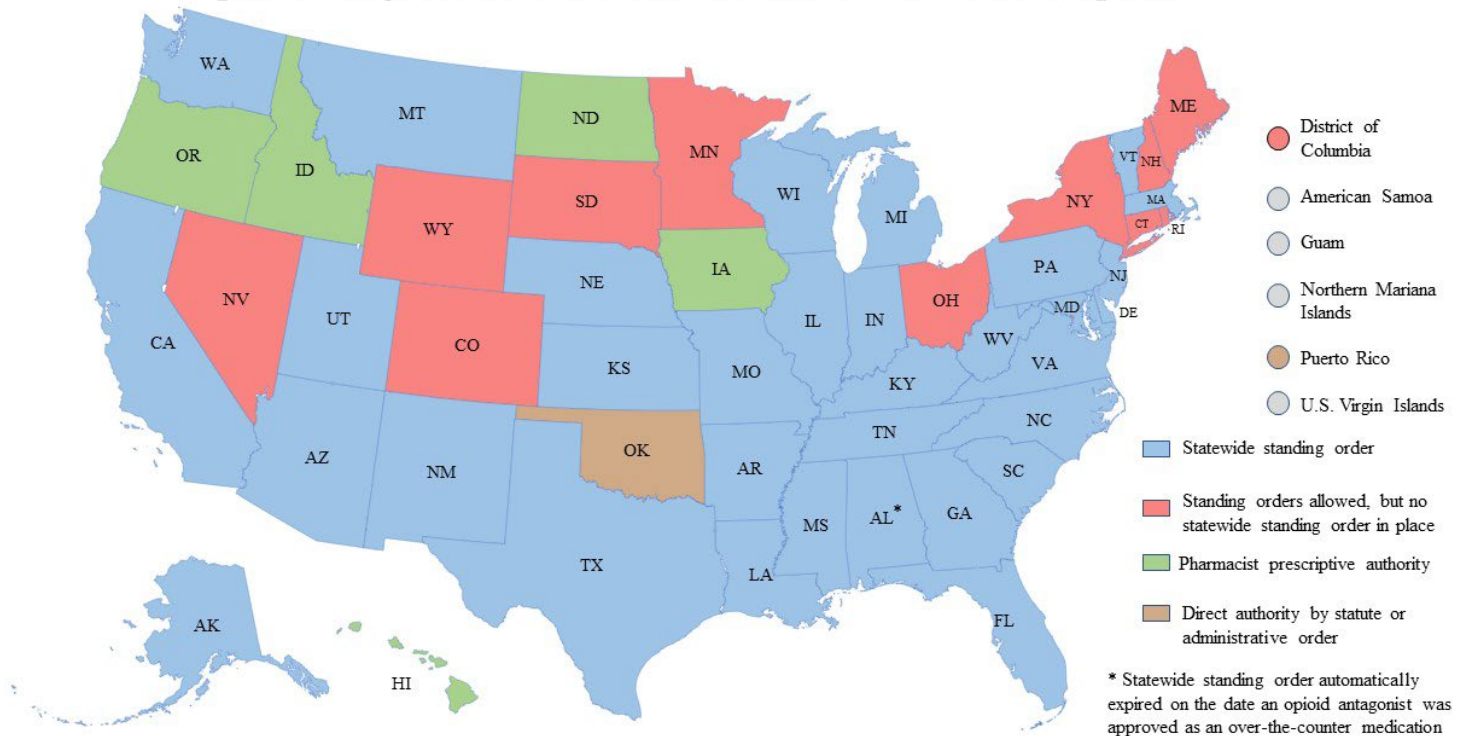 WA
MT
ND
MN
ME
OR
ID
VT
NH
SD
WI
NY
MA
WY
MI
CT
RI
IA
PA
NV
NE
NJ
OH
UT
IL
IN
MD
DE
CA
CO
WV
VA
KS
MO
KY
NC
TN
OK
AZ
NM
AR
SC
MS
AL*
GA
TX
LA
FL
AK
HI
District of
Columbia
American Samoa
Guam
Northern Mariana
Islands
Puerto Rico
U.S. Virgin Islands
Statewide standing order
Standing orders allowed, but no
statewide standing order in place
Pharmacist prescriptive authority
Direct authority by statute or
administrative order
* Statewide standing order automatically
expired on the date an opioid antagonist was
approved as an over-the-counter medication